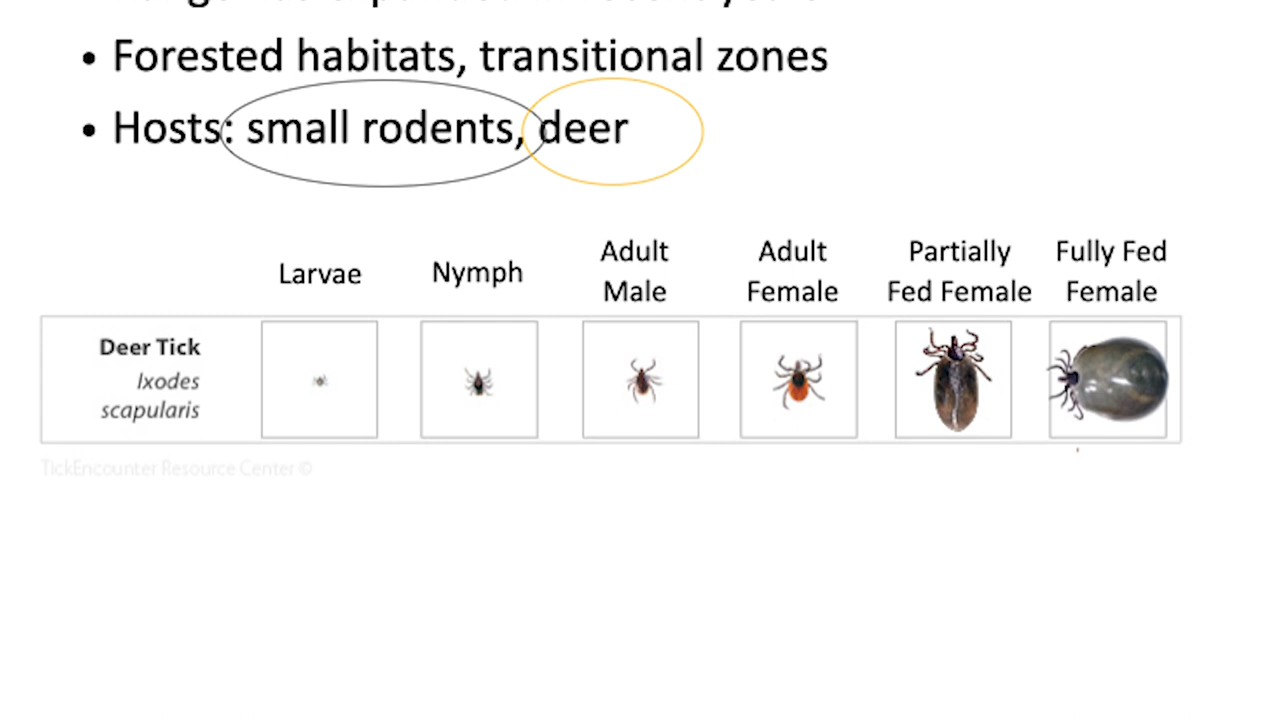 • Forested habitats, transitional zones
• Hosts: small rodents, deer
Larvae
Nymph
Adult
Male
Adult
Female
Partially
Fed Female
Fully Fed
Female
Deer Tick
Ixodes
scapularis
TickEncounter Resource Center ©